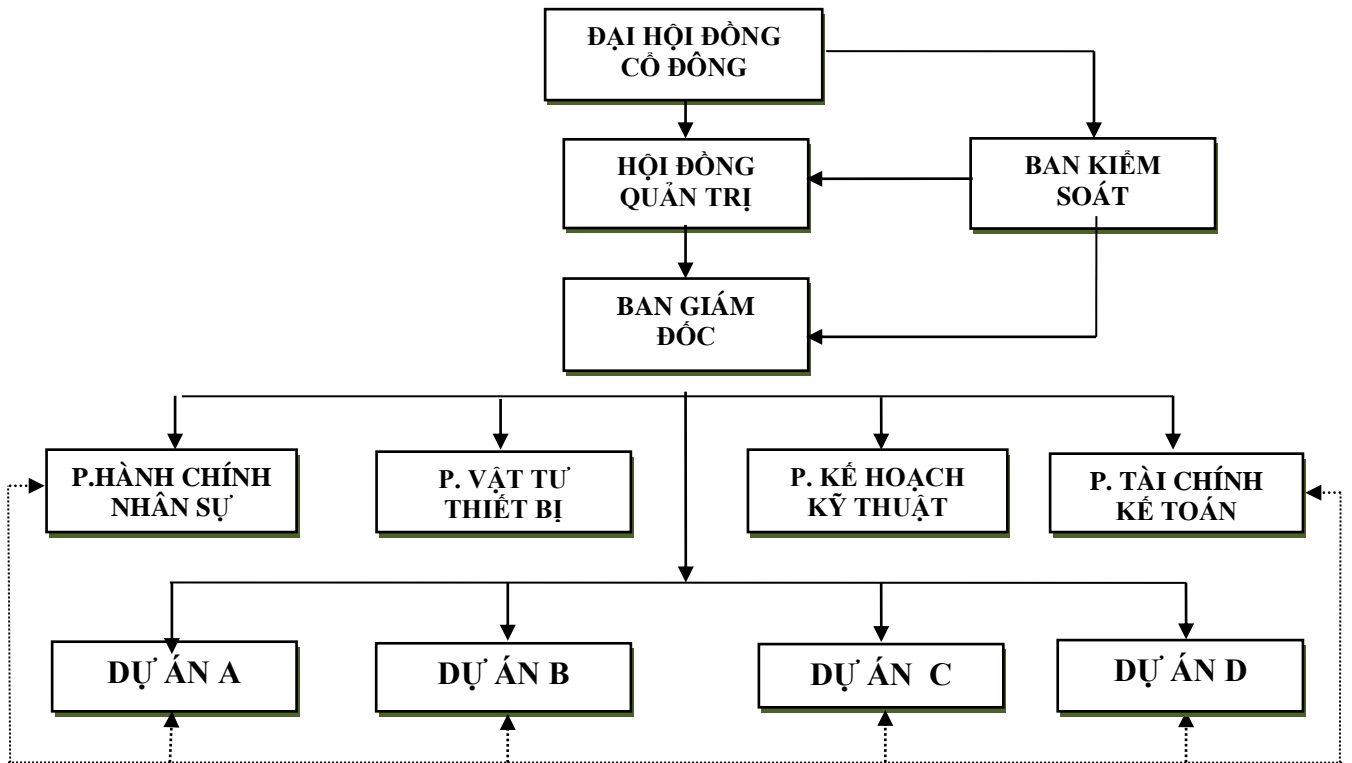 ĐẠI HỘI ĐỒNG
CỔ ĐÔNG
HỘI ĐỒNG
QUẢN TRỊ
BAN KIỂM
SOÁT
BAN GIÁM
ĐỐC
P.HÀNH CHÍNH
NHÂN SỰ
P. VẬT TƯ
THIẾT BỊ
P. KẾ HOẠCH
KỸ THUẬT
P. TÀI CHÍNH
KẾ TOÁN
DỰ ÁN A
DỰ ÁN B
DỰ ÁN C
DỰ ÁN D